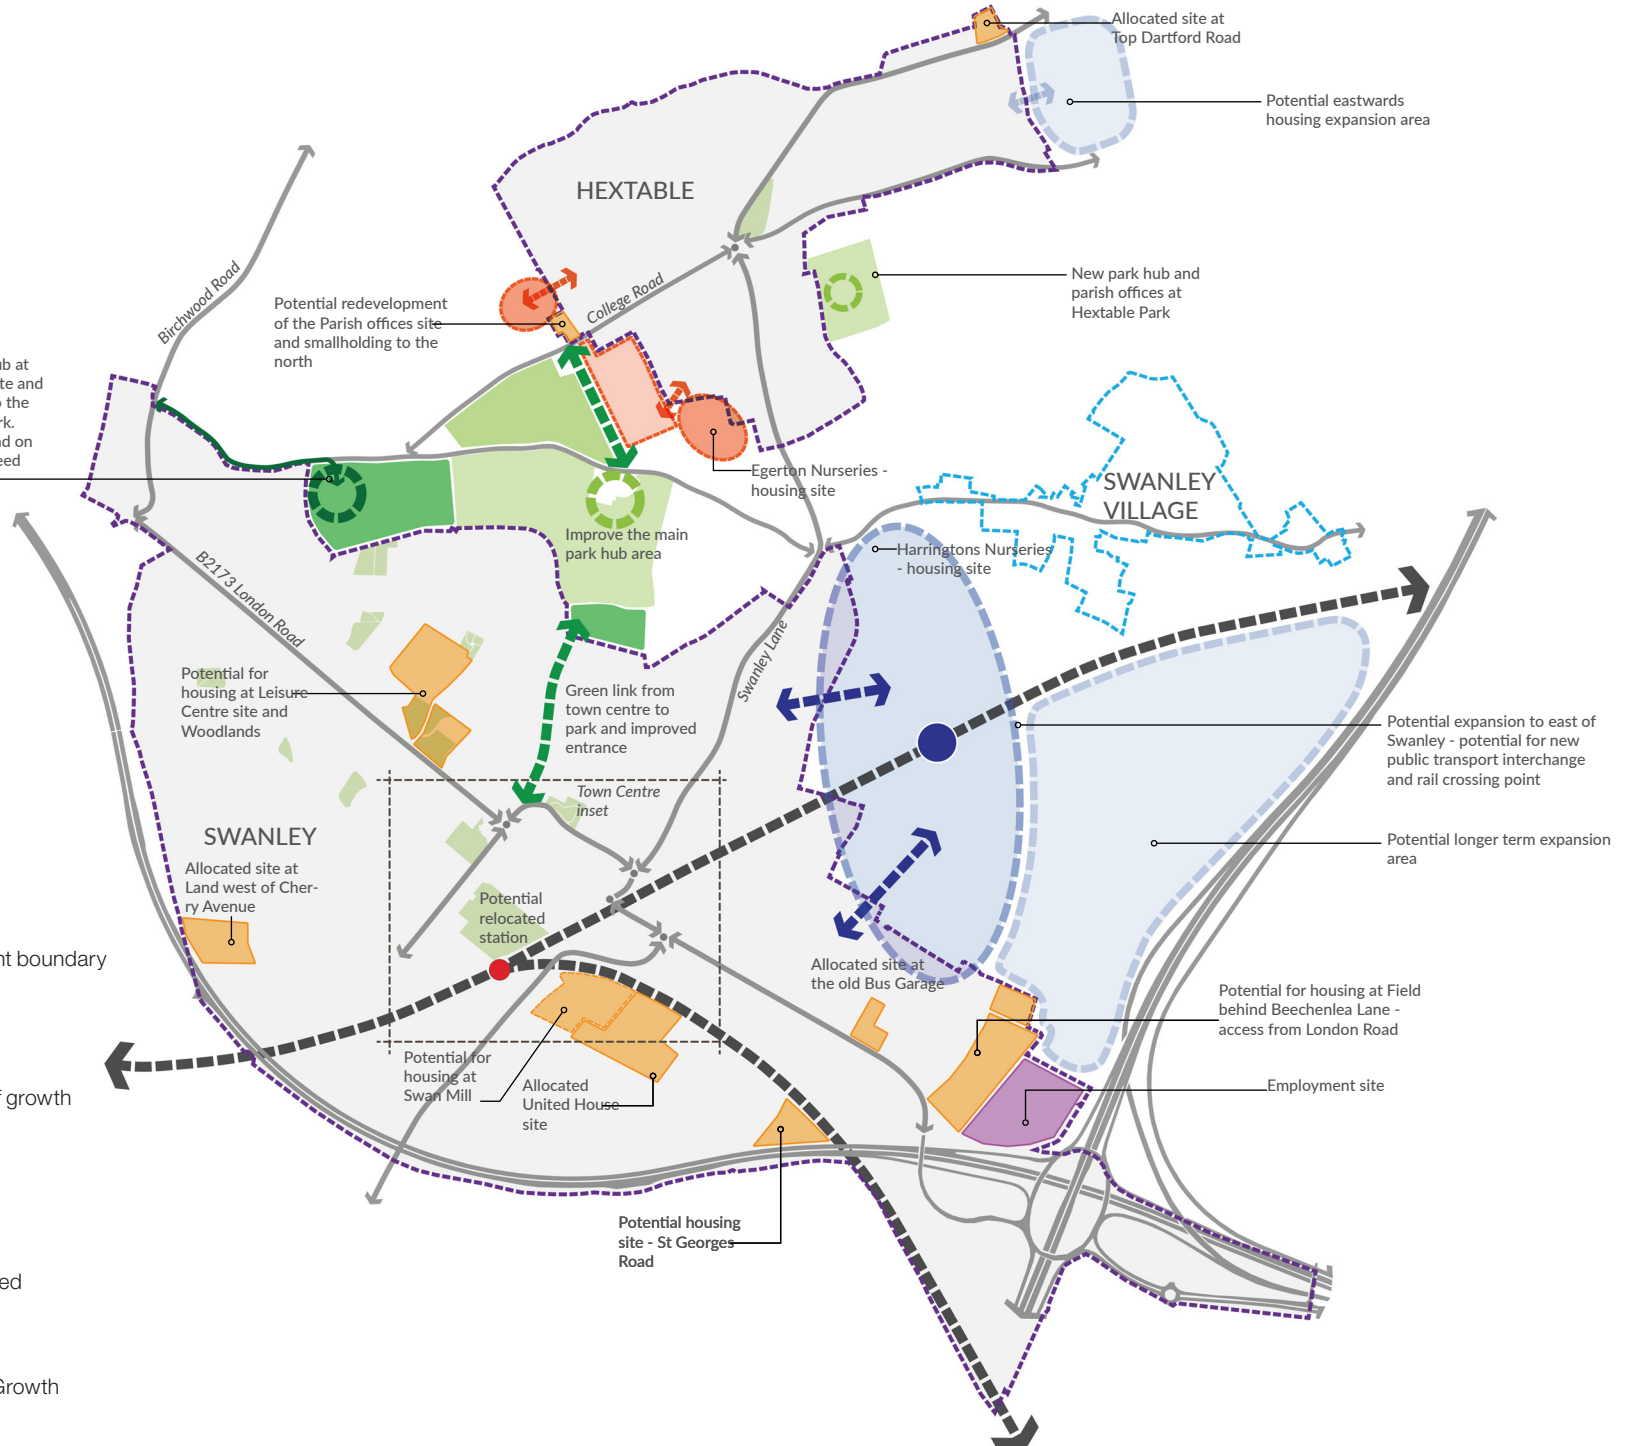 Allocated site at
Top Dartford Road
Potential eastwards
housing expansion area
HEXTABLE
Birchwood Road
College Road
New park hub and
parish offices at
Hextable Park
Potential redevelopment
of the Parish offices site
and smallholding to the
north
ub at
te and
the
rk.
nd on
eed
Egerton Nurseries -
housing site
SWANLEY
VILLAGE
Improve the main
park hub area
Harringtons Nurseries
- housing site
B2173 London Road
Swanley Lane
Potential for
housing at Leisure
Centre site and
Woodlands
Green link from
town centre to
park and improved
entrance
Potential expansion to east of
Swanley - potential for new
public transport interchange
and rail crossing point
Town Centre
inset
SWANLEY
Potential longer term expansion
area
Allocated site at
Land west of Cher-
ry Avenue
Potential
relocated
station
nt boundary
Allocated site at
the old Bus Garage
Potential for housing at Field
behind Beechenlea Lane -
access from London Road
Potential for
housing at
Swan Mill
Allocated
United House
site
Employment site
f growth
Potential housing
site - St Georges
Road
ed
Growth